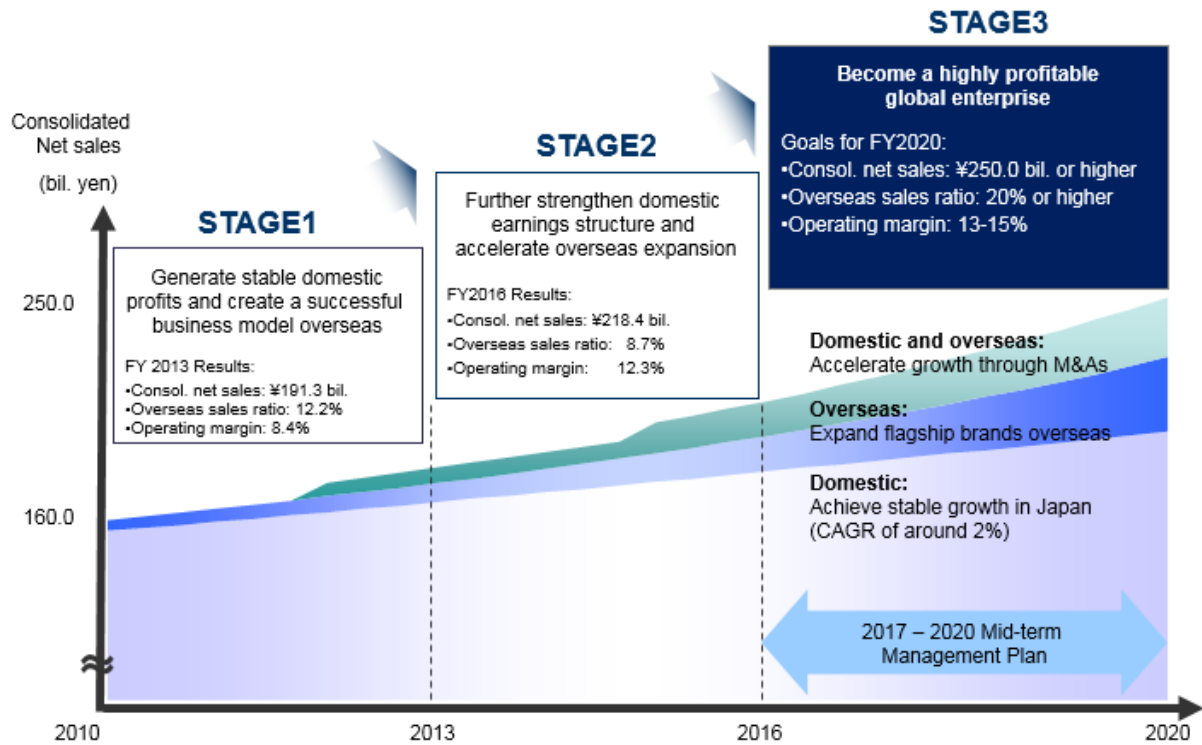 STAGE3
Become a highly profitable
global enterprise
Goals for FY2020:
•Consol. net sales: ¥250.0 bil. or higher
•Overseas sales ratio: 20% or higher
•Operating margin: 13-15%
STAGE2
Further strengthen domestic
earnings structure and
accelerate overseas expansion
FY2016 Results:
•Consol. net sales: ¥218.4 bil.
•Overseas sales ratio: 8.7%
•Operating margin: 12.3%
Consolidated
Net sales
(bil. yen)
STAGE1
Generate stable domestic
profits and create a successful
business model overseas
FY 2013 Results:
•Consol. net sales: ¥191.3 bil.
•Overseas sales ratio: 12.2%
•Operating margin: 8.4%
250.0
160.0
Domestic and overseas:
Accelerate growth through M&As
Overseas:
Expand flagship brands overseas
Domestic:
Achieve stable growth in Japan
(CAGR of around 2%)
2017 – 2020 Mid-term
Management Plan
2010
2013
2016
2020